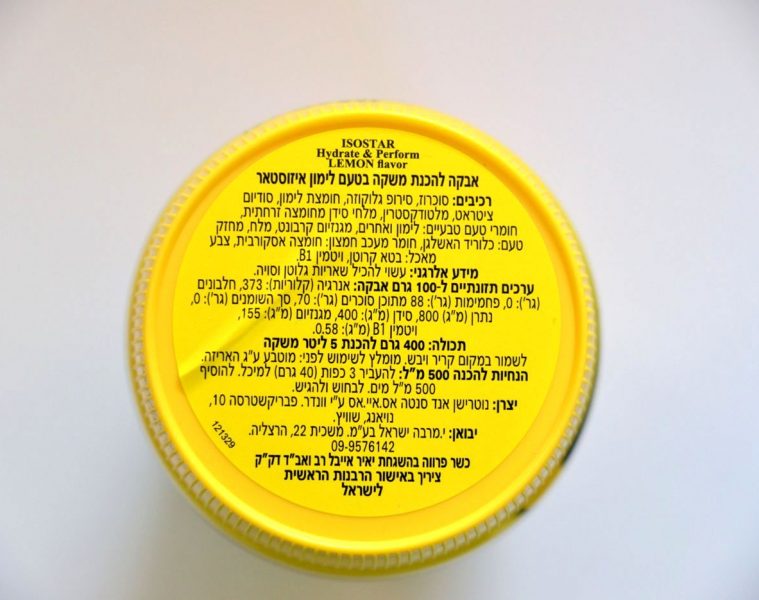 ISOSTAR
Hydrate & Perform
LEMON flavor
אבקה להכנת משקה בטעם לימון איזוסטאר
רכיבים: סוכרוז, סירופ גלוקוזה, חומצת לימון, סודיום
ציטראט, מלטודקסטרין, מלחי סידן מחומצה זרחתית,
חומרי טעם טבעיים: לימון ואחרים, מגנזיום קרבונט, מלח, מחזק
טעם: כלוריד האשלגן, חומר מעכב חמצון: חומצה אסקורבית, צבע
מאכל: בטא קרוטן, ויטמין B1.
מידע אלרגני: עשוי להכיל שאריות גלוטן וסויה.
ערכים תזונתיים ל-100 גרם אבקה: אנרגיה (קלוריות): 373, חלבונים
(גר'): 0, פחמימות (גר'): 88 מתוכן סוכרים (גר'): 70, סך השומנים (גר'): 0,
נתרן (מ"ג) 800, סידן (מ"ג): 400, מגנזיום (מ"ג): 155,
ויטמין B1 (מ"ג): 0.58.
תכולה: 400 גרם להכנת 5 ליטר משקה
לשמור במקום קריר ויבש. מומלץ לשימוש לפני: מוטבע ע"ג האריזה.
הנחיות להכנה 500 מ"ל: להעביר 3 כפות (40 גרם) למיכל. להוסיף
500 מ"ל מים. לבחוש ולהגיש.
יצרן: נוטרישן אנד סנטה אס.איי.אס ע"י וונדר. פבריקשטרסה 10,
נויאנג, שוויץ.
יבואן: י.מרבה ישראל בע"מ. משכית 22, הרצליה.
09-9576142
כשר פרווה בהשגחת יאיר אייבל רב ואב"ד דק"ק
ציריך באישור הרבנות הראשית
לישראל
121329